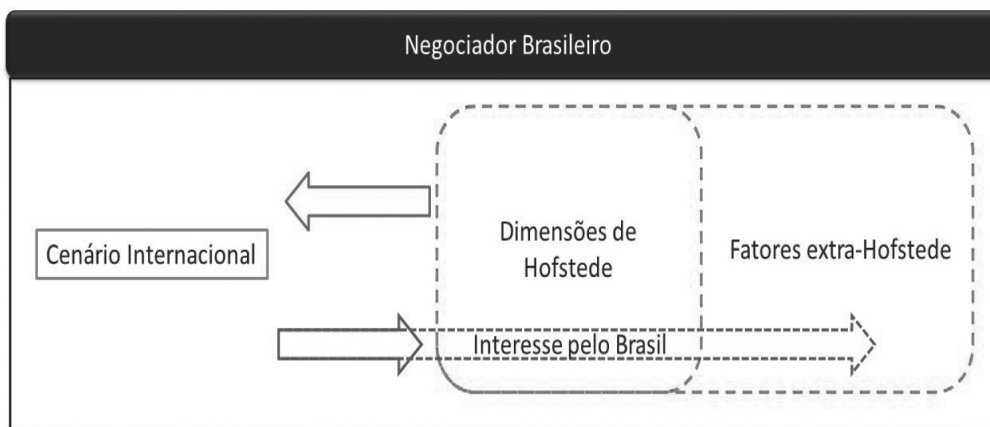 Negociador Brasileiro
Cenário Internacional
Dimensões de
Hofstede
Fatores extra-Hofstede
Interesse pelo Brasil